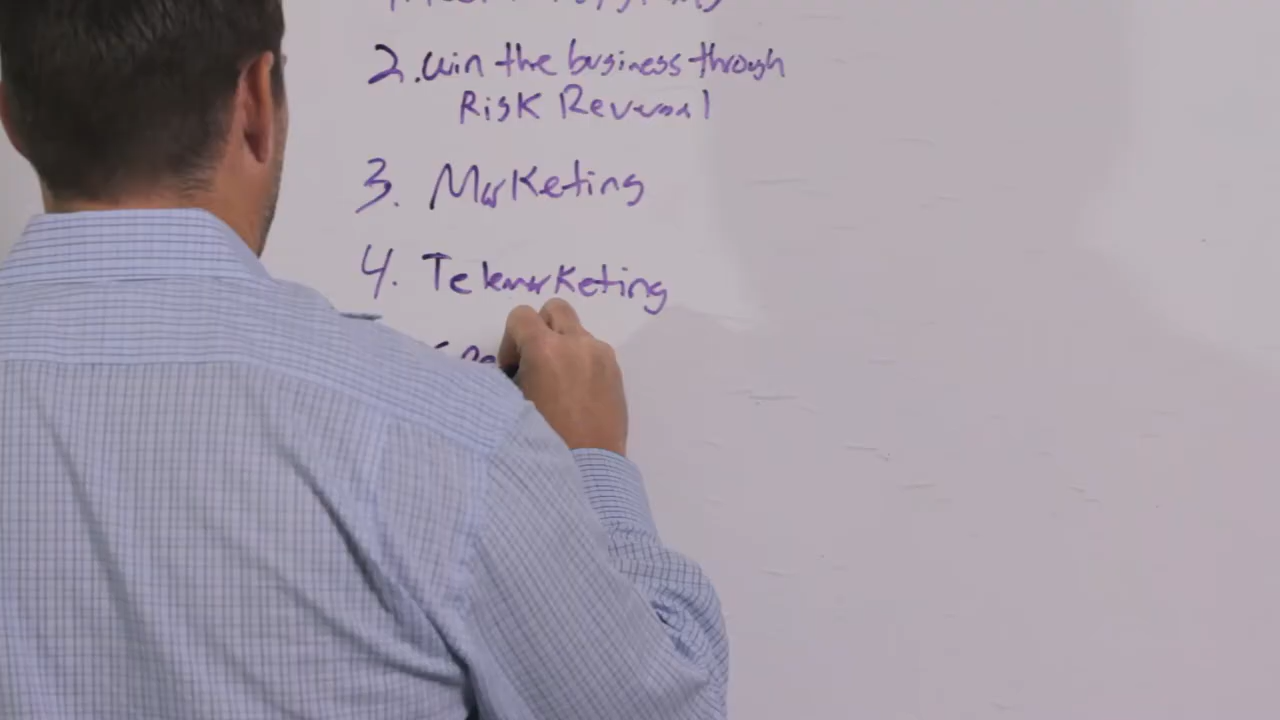 2. win the business through
Risk Reversal
3. Marketing
4. Telemarketing